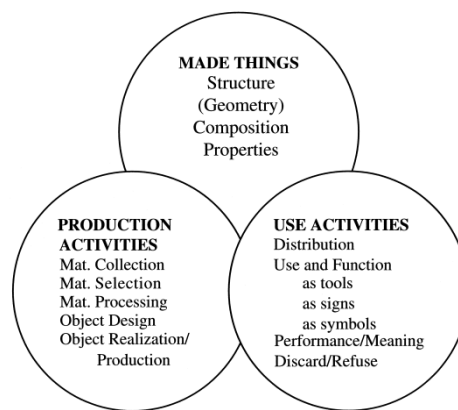 MADE THINGS
Structure
(Geometry)
Composition
Properties
PRODUCTION
ACTIVITIES
Mat. Collection
Mat. Selection
Mat. Processing
Object Design
Object Realization/
Production
USE ACTIVITIES
Distribution
Use and Function
as tools
as signs
as symbols
Performance/Meaning
Discard/Refuse